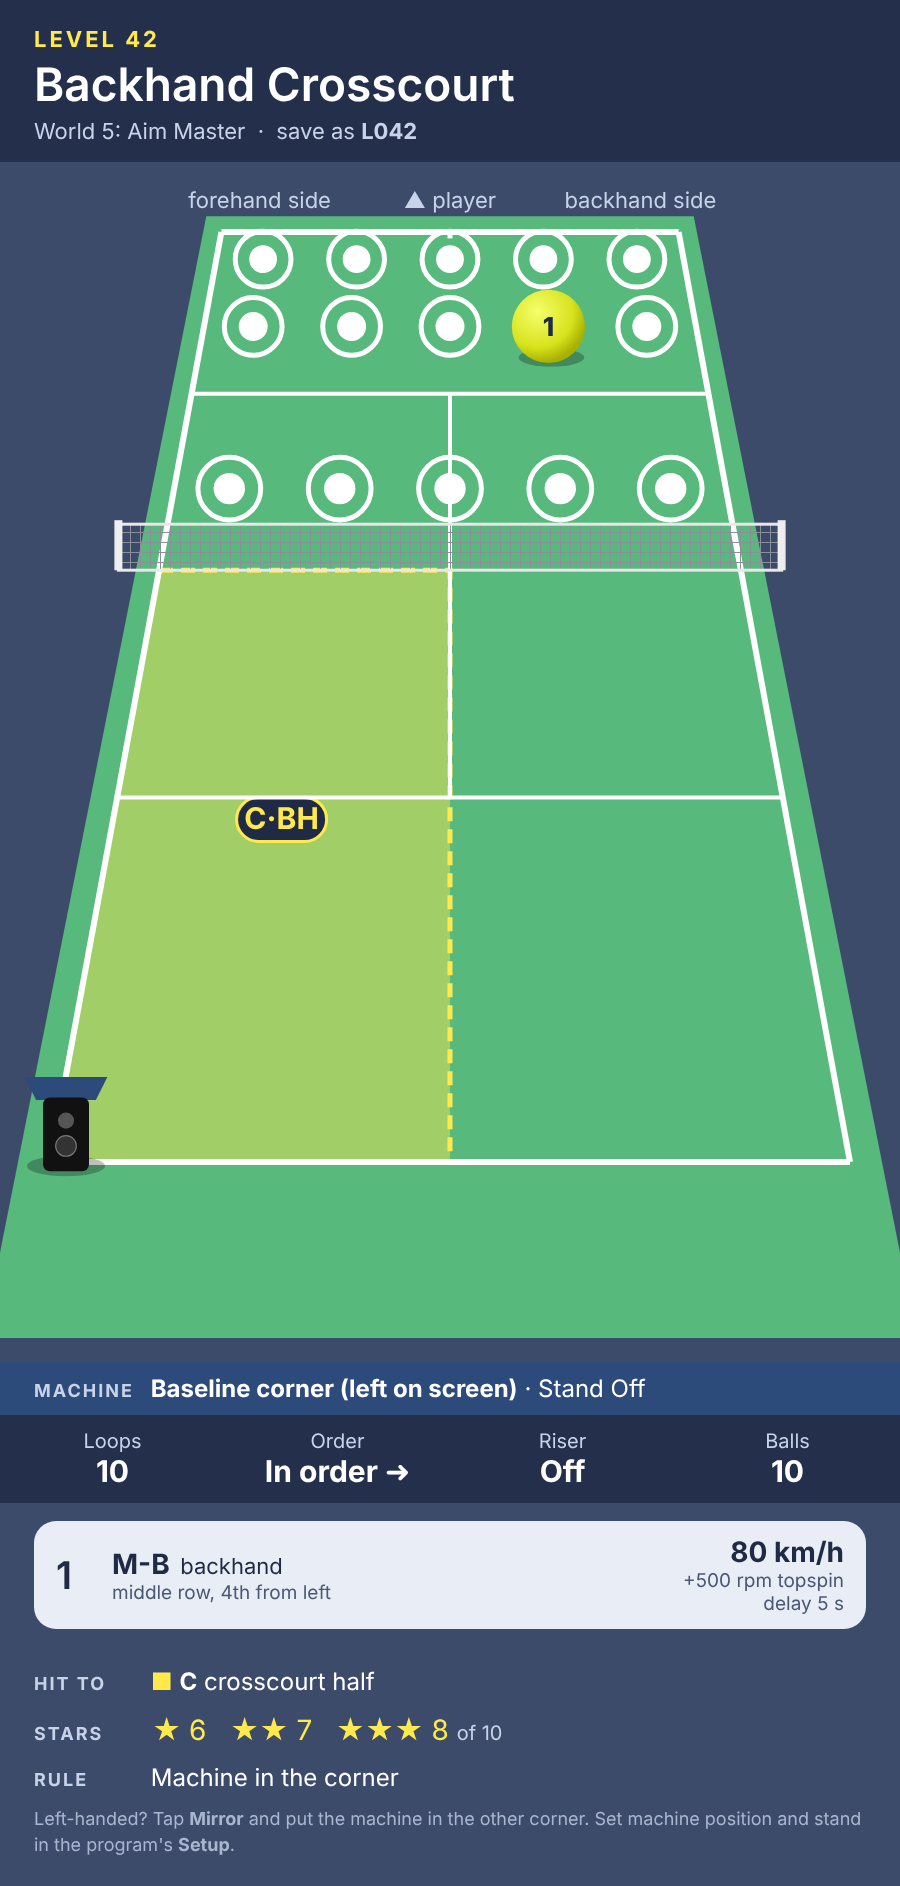 LEVEL 42
Backhand Crosscourt
World 5: Aim Master · save as L042
forehand side ▲ player backhand side
1
C·BH
MACHINE Baseline corner (left on screen) · Stand Off
Loops Order Riser Balls
10 In order → Off 10
1 M-B backhand 80 km/h
middle row, 4th from left +500 rpm topspin
delay 5 s
HIT TO ■ C crosscourt half
STARS ★ 6 ★★ 7 ★★★ 8 of 10
RULE Machine in the corner
Left-handed? Tap Mirror and put the machine in the other corner. Set machine position and stand
in the program's Setup.